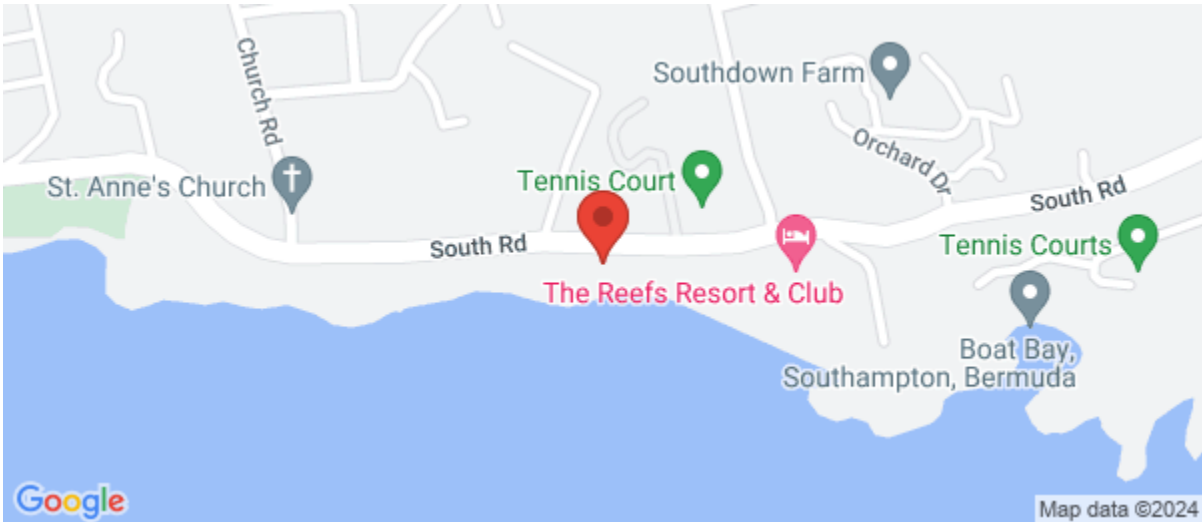 Church Rd
Southdown Farm
Orchard Dr
St. Anne's Church
Tennis Court
South Rd
South Rd
Tennis Courts
The Reefs Resort & Club
Boat Bay,
Southampton, Bermuda
Google
Map data ©2024